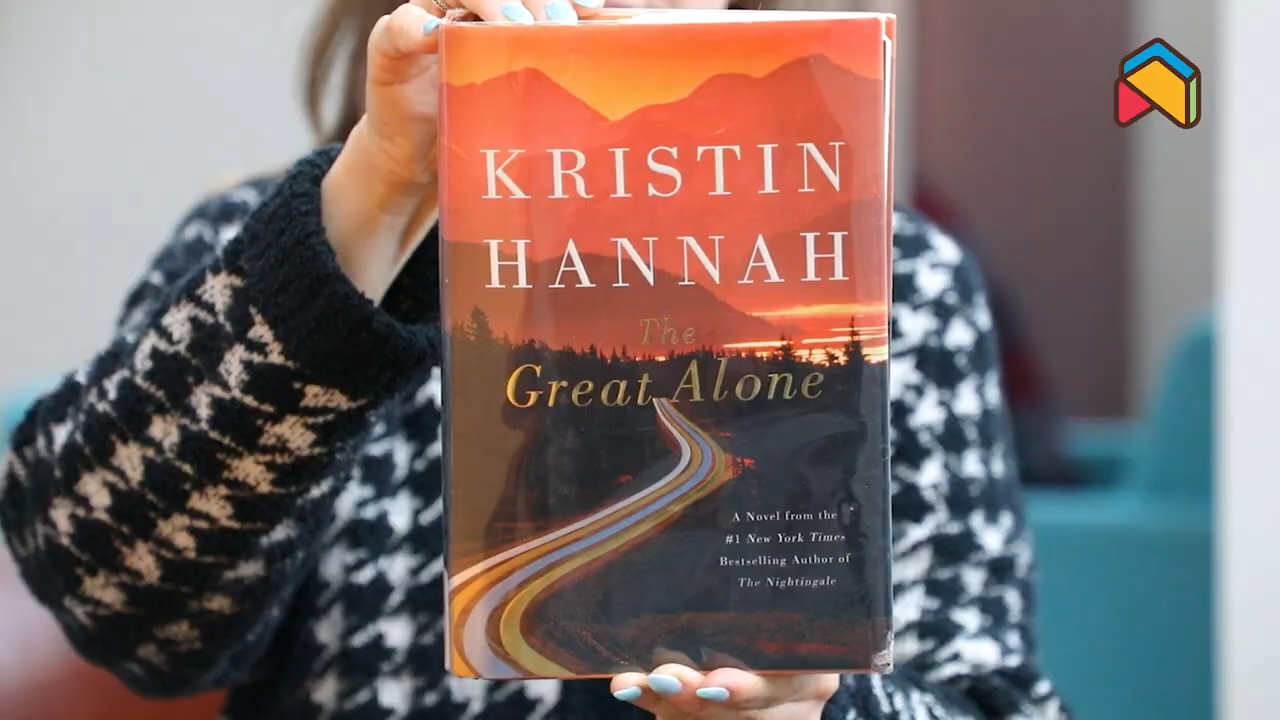 KRISTIN
HANNAH
The
Great Alone
A Novel from the
#1 New York Times
Bestselling Author of
The Nightingale